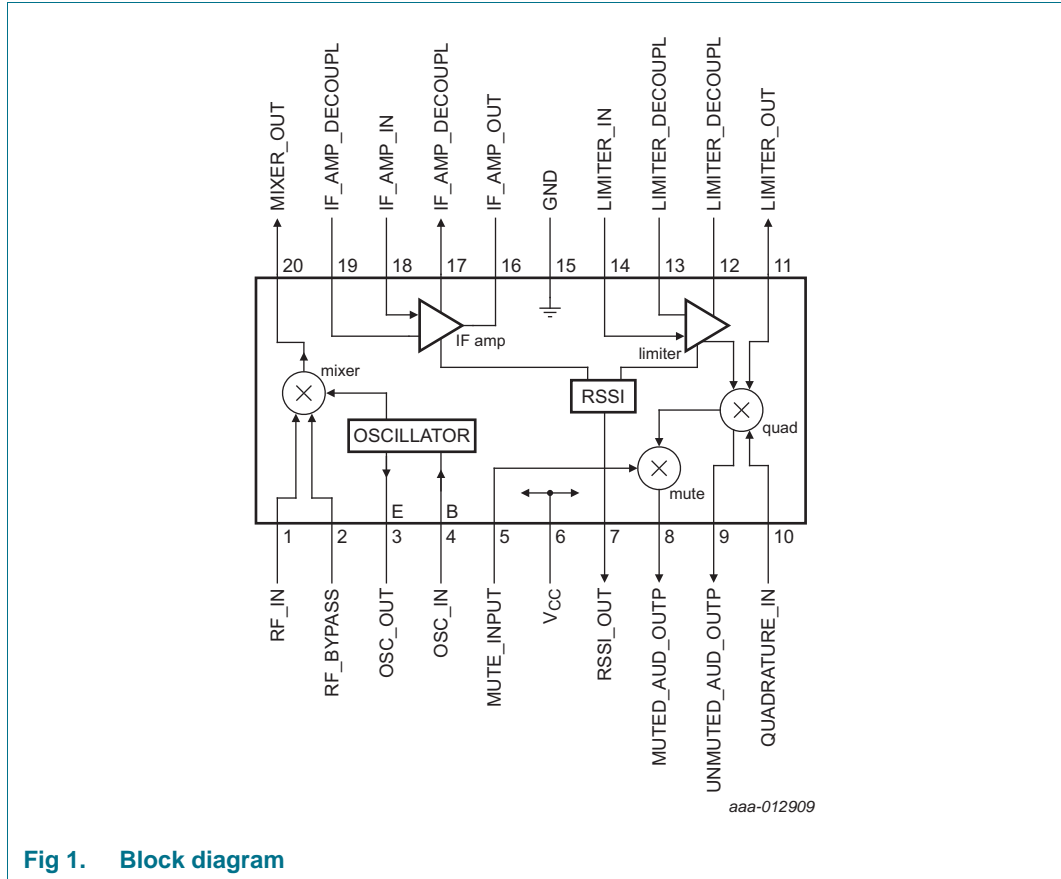 MIXER_OUT
IF_AMP_DECOUPL
IF_AMP_IN
IF_AMP_DECOUPL
IF_AMP_OUT
GND
LIMITER_IN
LIMITER_DECOUPL
LIMITER_DECOUPL
LIMITER_OUT
20 19 18 17 16 15 14 13 12 11
IF amp
limiter
mixer
RSSI
quad
OSCILLATOR
mute
E B
1 2 3 4 5 6 7 8 9 10
RF_IN
RF_BYPASS
OSC_OUT
OSC_IN
MUTE_INPUT
VCC
RSSI_OUT
MUTED_AUD_OUTP
UNMUTED_AUD_OUTP
QUADRATURE_IN
aaa-012909
Fig 1. Block diagram